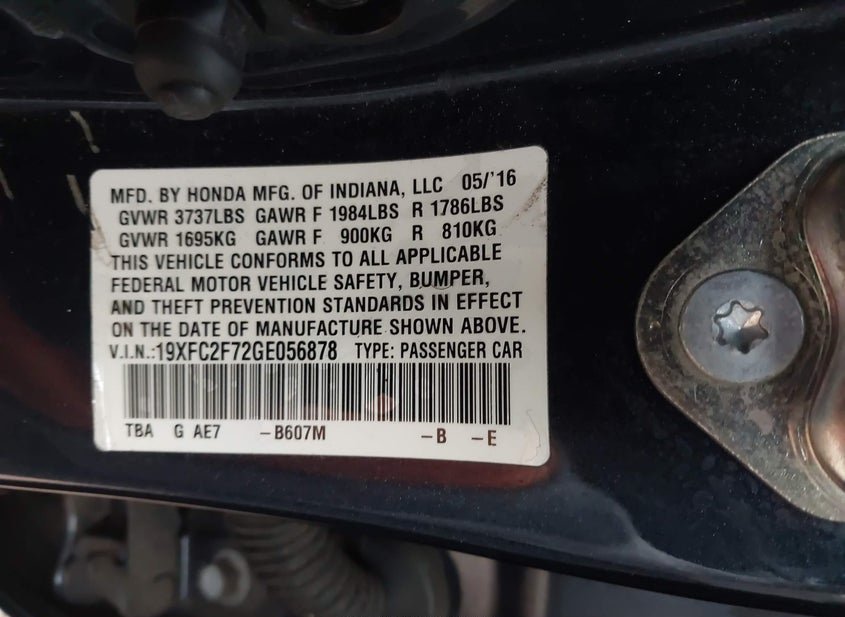 MFD. BY HONDA MFG. OF INDIANA, LLC 05/'16
GVWR 3737LBS GAWR F 1984LBS R 1786LBS
GVWR 1695KG GAWR F 900KG R 810KG
THIS VEHICLE CONFORMS TO ALL APPLICABLE
FEDERAL MOTOR VEHICLE SAFETY, BUMPER,
AND THEFT PREVENTION STANDARDS IN EFFECT
ON THE DATE OF MANUFACTURE SHOWN ABOVE.
V.I.N.:19XFC2F72GE056878 TYPE: PASSENGER CAR
TBA G AE7 -B607M -B -E